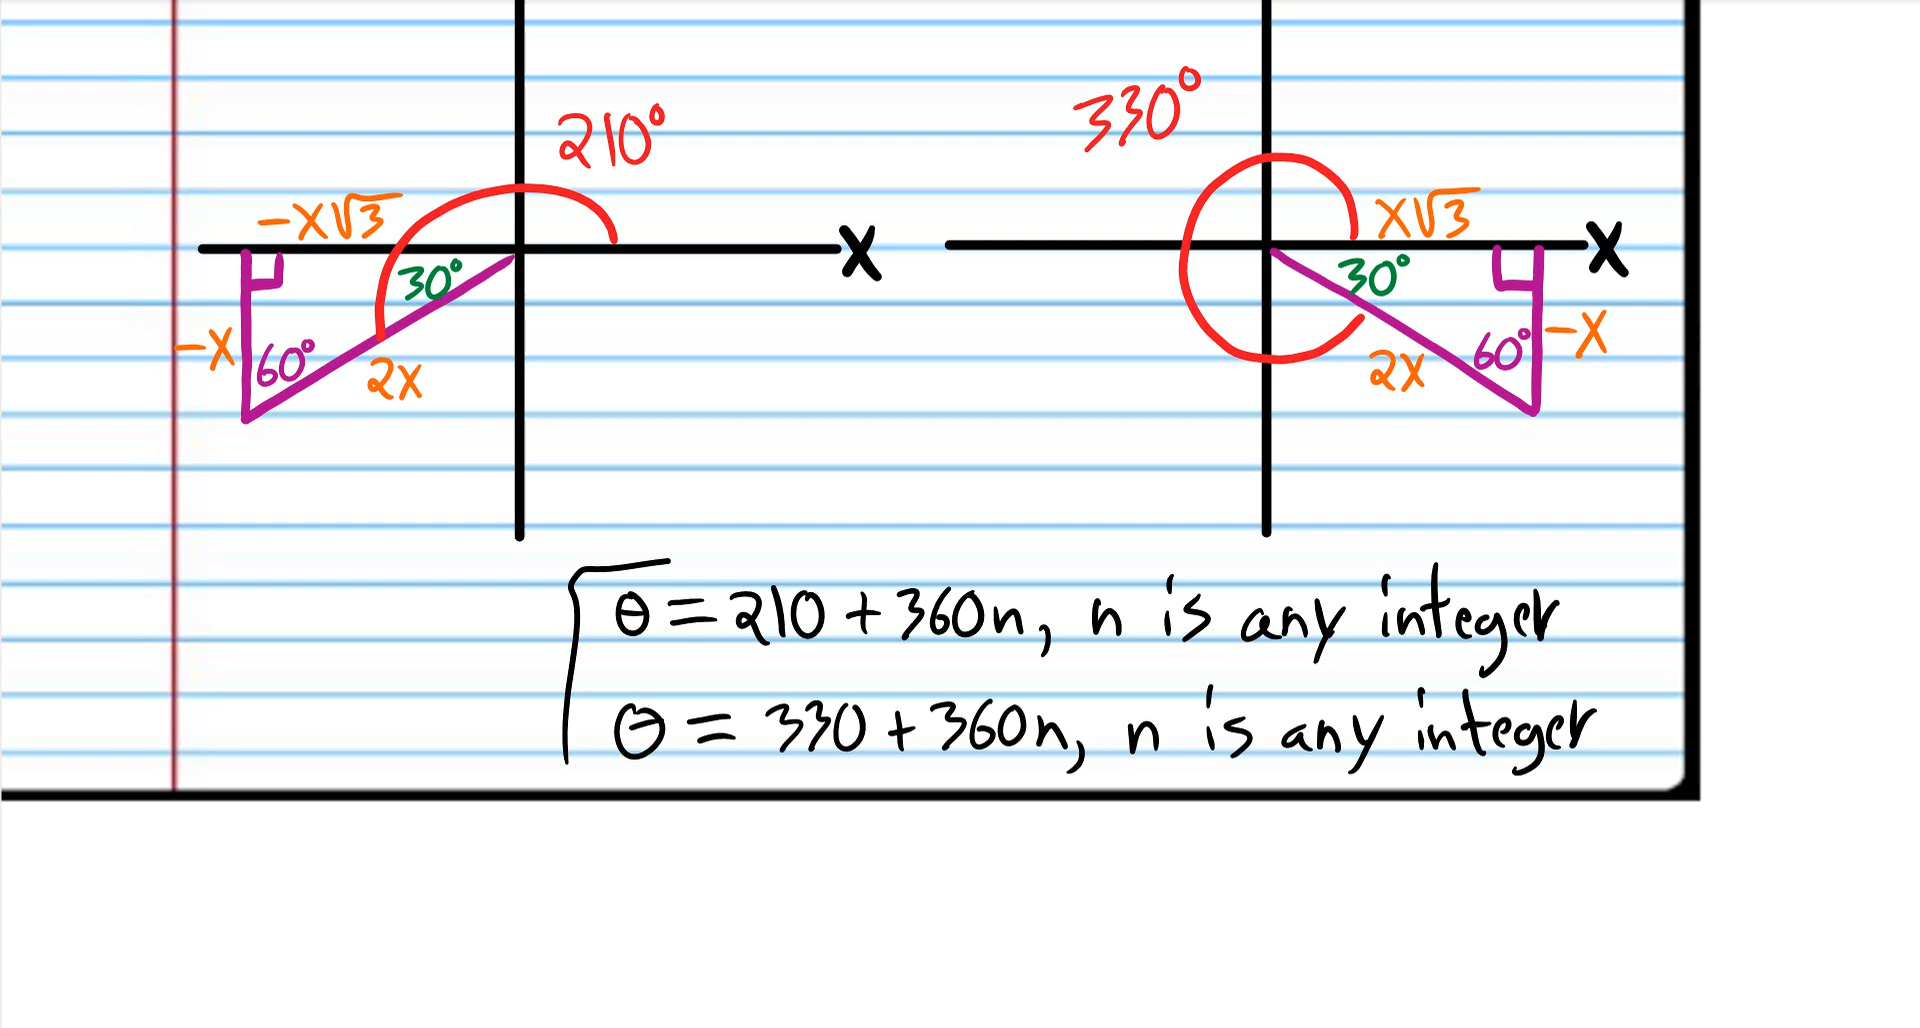 210°
330°
-x√3
x√3
X
X
30°
30°
-x
60°
2x
2x
60°
-x
θ = 210 + 360n, n is any integer
θ = 330 + 360n, n is any integer